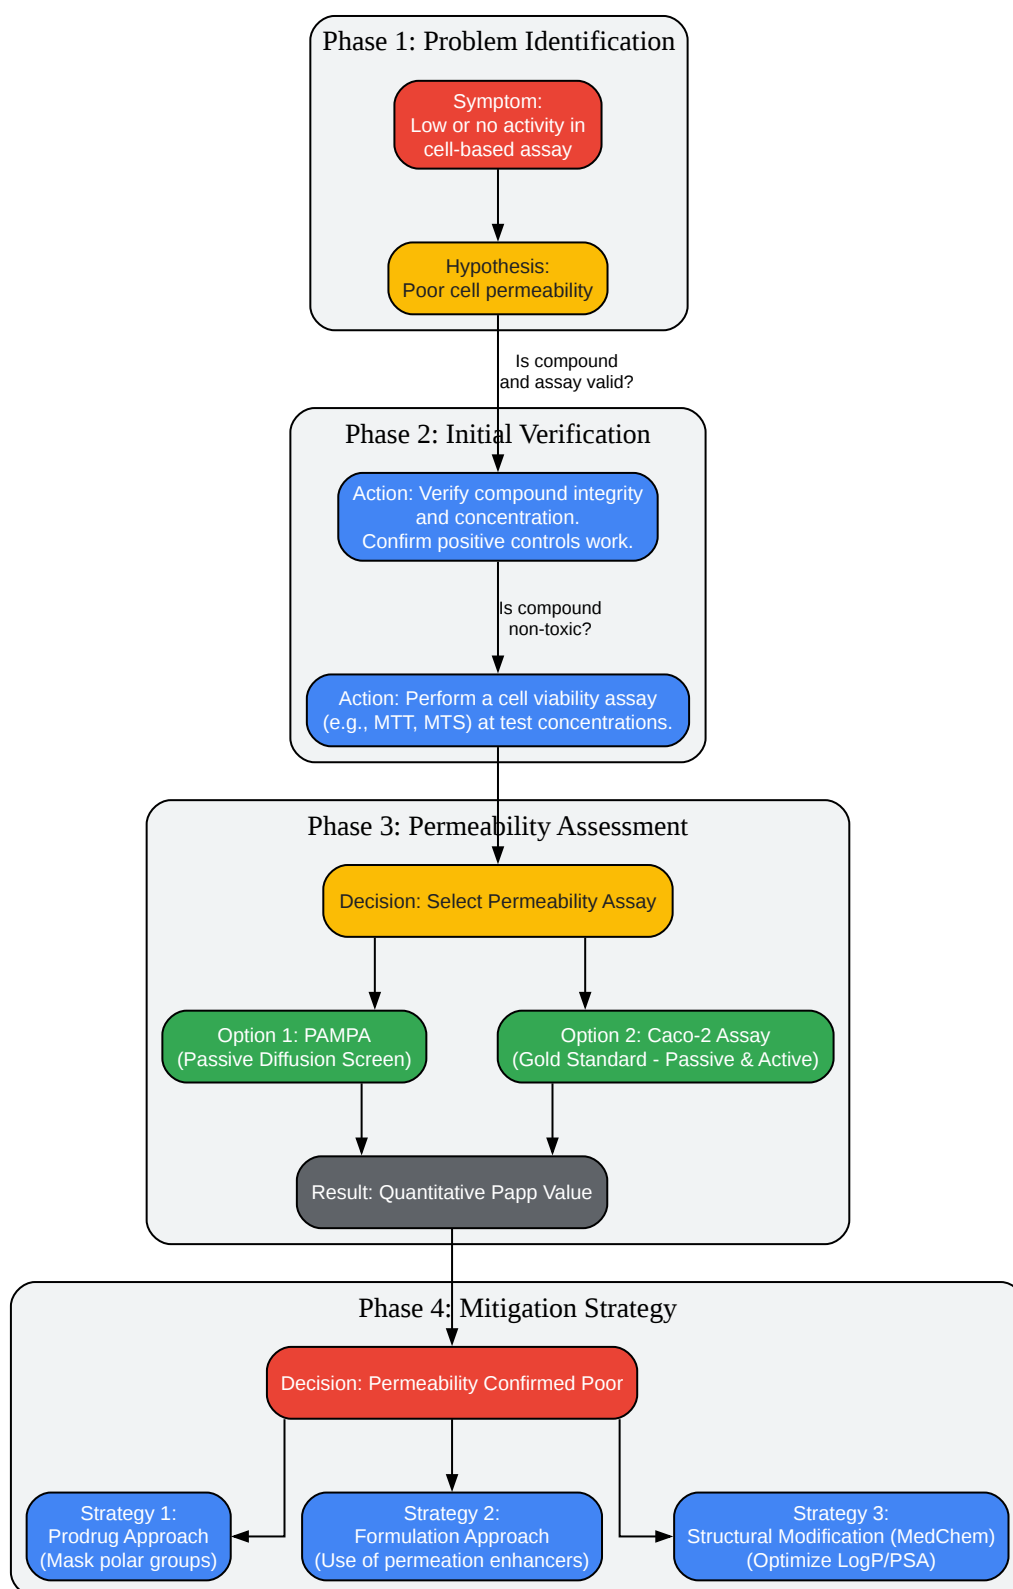 Phase 1: Problem Identification
Symptom:
Low or no activity in
cell-based assay
Hypothesis:
Poor cell permeability
Is compound
and assay valid?
Phase 2: Initial Verification
Action: Verify compound integrity
and concentration.
Confirm positive controls work.
Is compound
non-toxic?
Action: Perform a cell viability assay
(e.g., MTT, MTS) at test concentrations.
Phase 3: Permeability Assessment
Decision: Select Permeability Assay
Option 1: PAMPA
(Passive Diffusion Screen)
Option 2: Caco-2 Assay
(Gold Standard - Passive & Active)
Result: Quantitative Papp Value
Phase 4: Mitigation Strategy
Decision: Permeability Confirmed Poor
Strategy 1:
Prodrug Approach
(Mask polar groups)
Strategy 2:
Formulation Approach
(Use of permeation enhancers)
Strategy 3:
Structural Modification (MedChem)
(Optimize LogP/PSA)